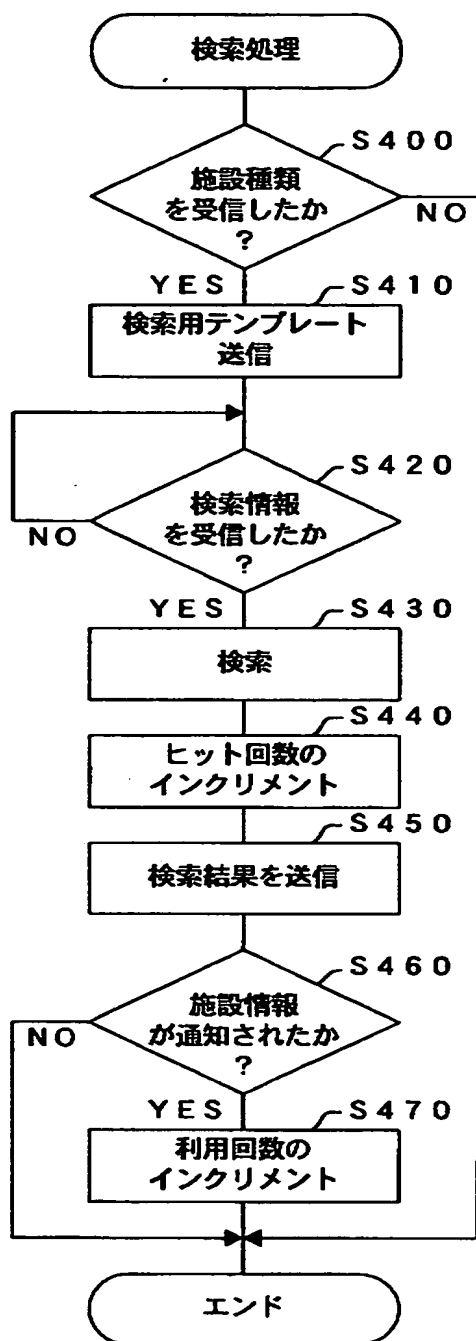 検索処理
S400
施設種類
を受信したか
?
NO
YES
S410
検索用テンプレート
送信
S420
検索情報
を受信したか
?
NO
YES
S430
検索
S440
ヒット回数の
インクリメント
S450
検索結果を送信
S460
施設情報
が通知されたか
?
NO
YES
S470
利用回数の
インクリメント
エンド